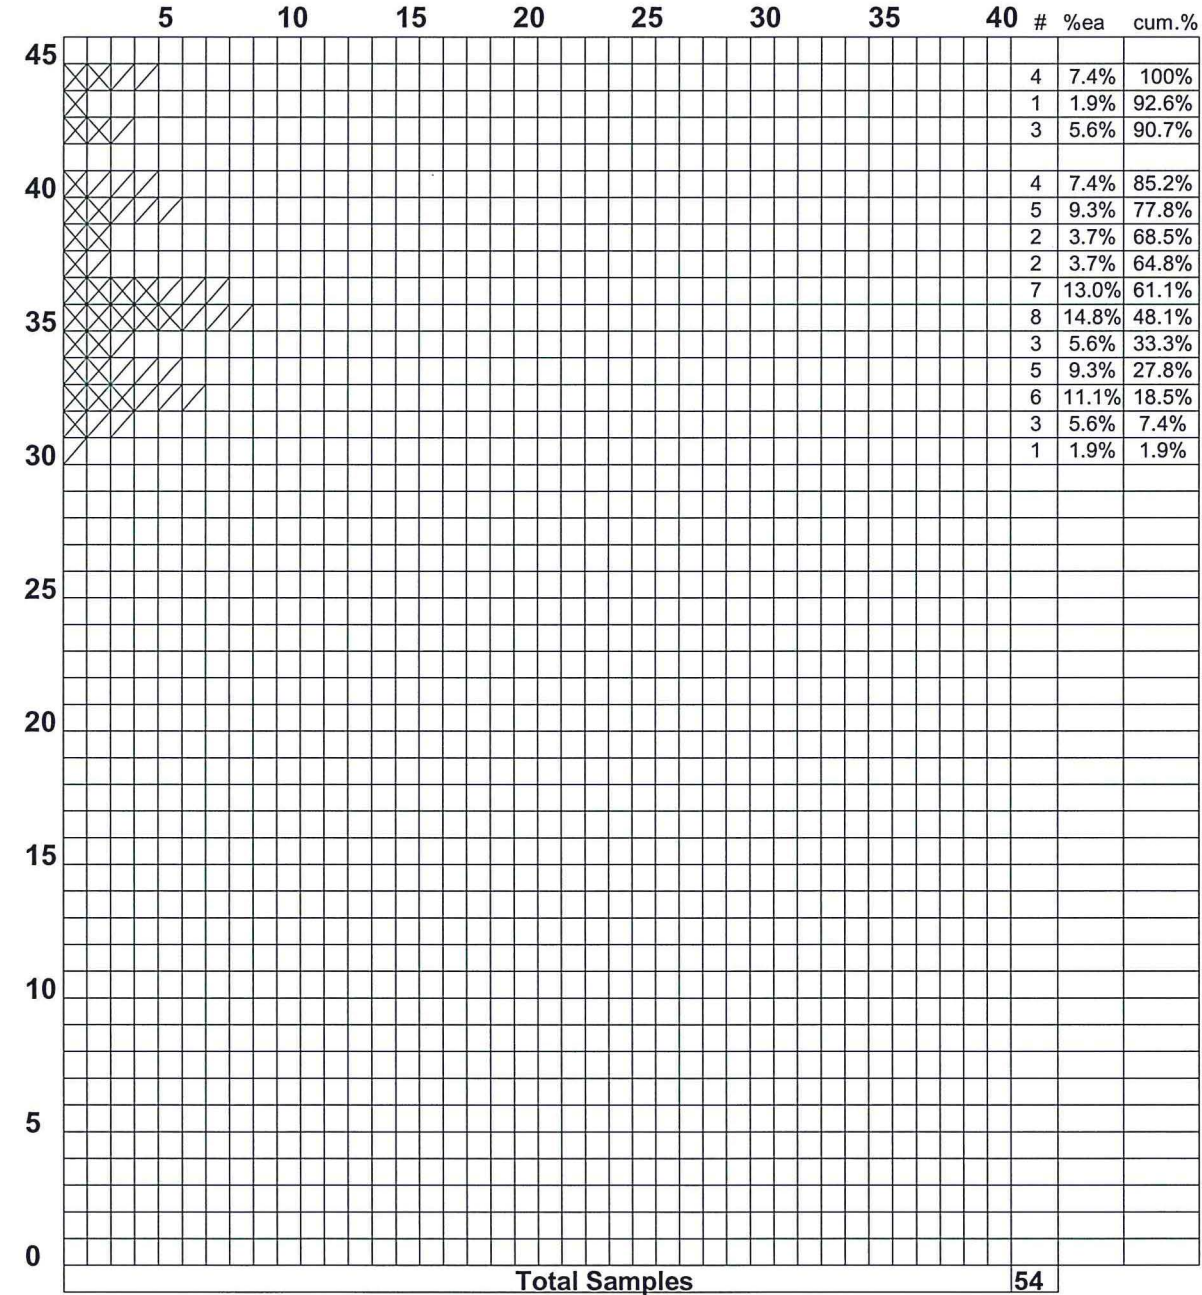 5 10 15 20 25 30 35 40 # %ea cum.%
45
4 7.4% 100%
1 1.9% 92.6%
3 5.6% 90.7%
40 4 7.4% 85.2%
5 9.3% 77.8%
2 3.7% 68.5%
2 3.7% 64.8%
7 13.0% 61.1%
35 8 14.8% 48.1%
3 5.6% 33.3%
5 9.3% 27.8%
6 11.1% 18.5%
3 5.6% 7.4%
30 1 1.9% 1.9%
25
20
15
10
5
0
Total Samples 54